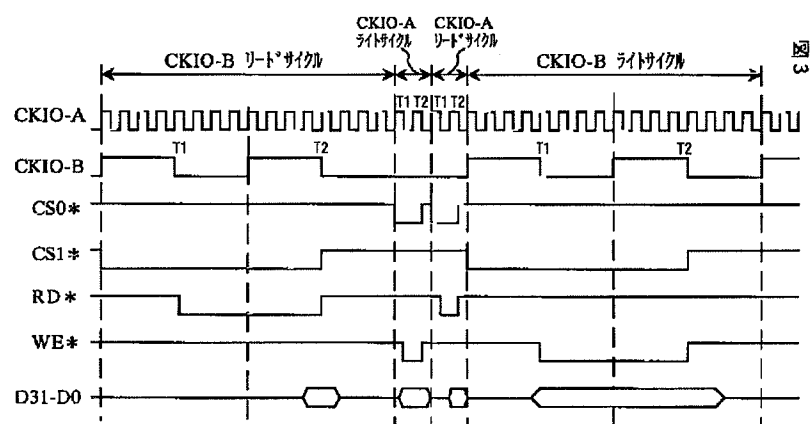 図3
CKIO-A
ライトサイクル
CKIO-A
リードサイクル
CKIO-B リードサイクル
CKIO-B ライトサイクル
T1 T2 T1 T2
CKIO-A
T1 T2 T1 T2
CKIO-B
CS0*
CS1*
RD*
WE*
D31-D0